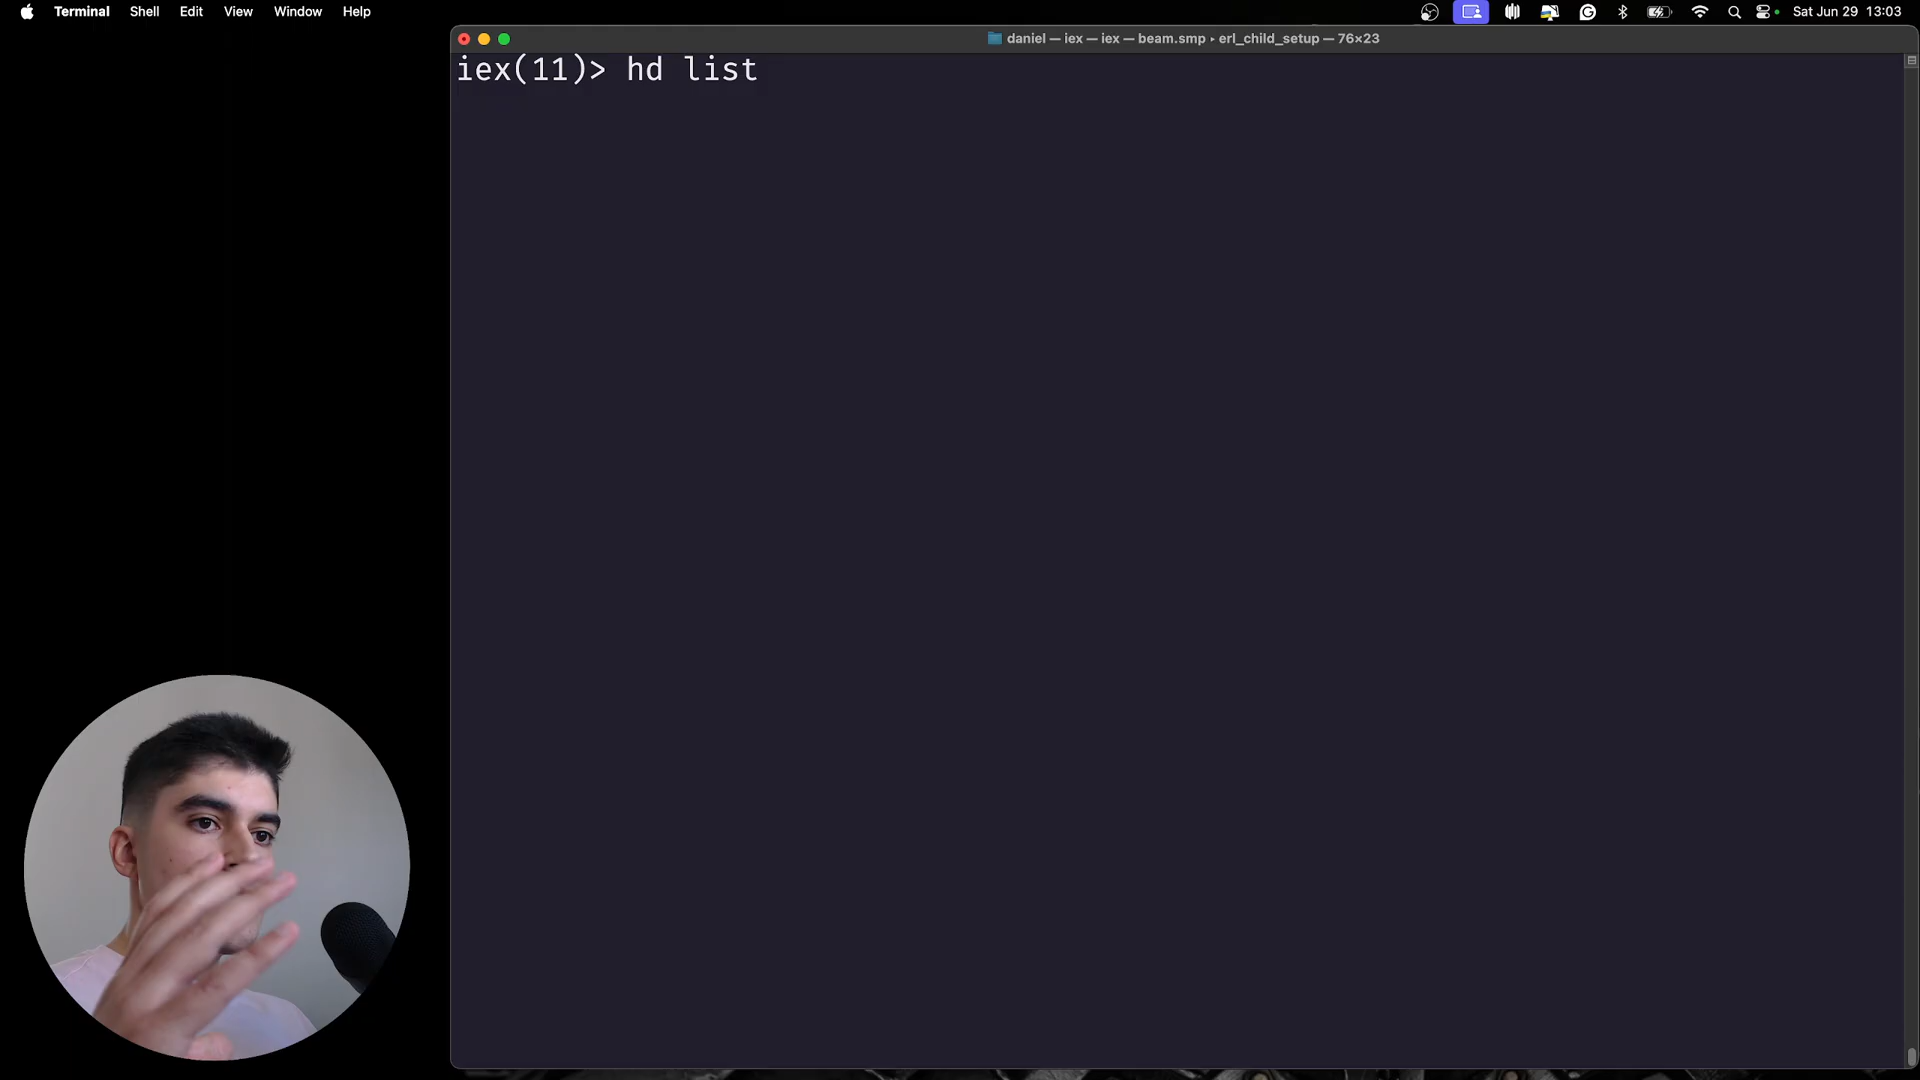 Terminal Shell Edit View Window Help
Sat Jun 29 13:03
daniel — iex — iex — beam.smp ▸ erl_child_setup — 76×23
iex(11)> hd list